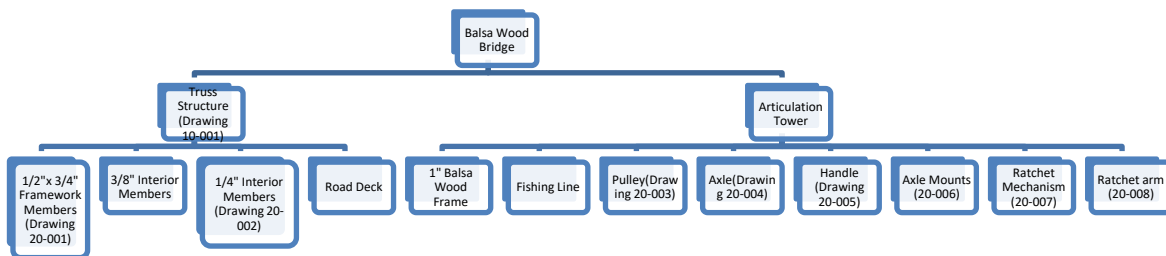 Balsa Wood
Bridge
Truss
Structure
(Drawing
10-001)
Articulation
Tower
1/2"x 3/4"
Framework
Members
(Drawing
20-001)
3/8" Interior
Members
1/4" Interior
Members
(Drawing 20-
002)
Road Deck
1" Balsa
Wood
Frame
Fishing Line
Pulley(Draw
ing 20-003)
Axle(Drawin
g 20-004)
Handle
(Drawing
20-005)
Axle Mounts
(20-006)
Ratchet
Mechanism
(20-007)
Ratchet arm
(20-008)